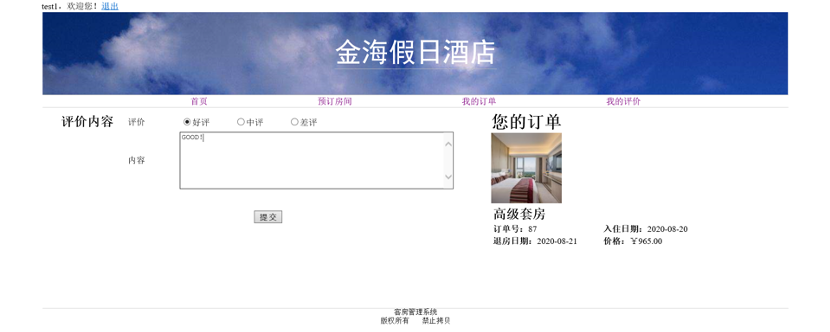 test1，欢迎您！退出
金海假日酒店
首页 预订房间 我的订单 我的评价
评价内容 评价 好评 中评 差评
内容 GOOD!
提交
您的订单
高级套房
订单号：87 入住日期：2020-08-20
退房日期：2020-08-21 价格：￥965.00
客房管理系统
版权所有 禁止拷贝